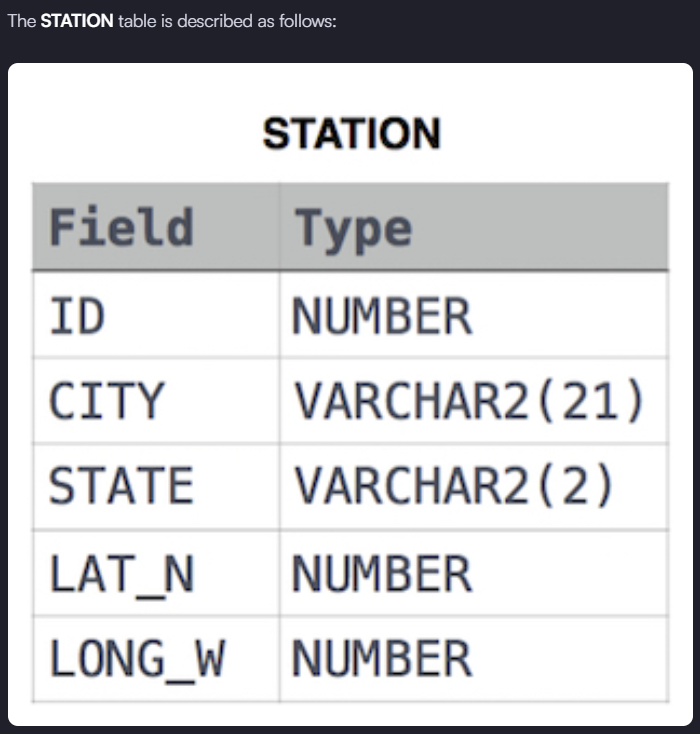 The STATION table is described as follows:
STATION
Field Type
ID NUMBER
CITY VARCHAR2(21)
STATE VARCHAR2(2)
LAT_N NUMBER
LONG_W NUMBER